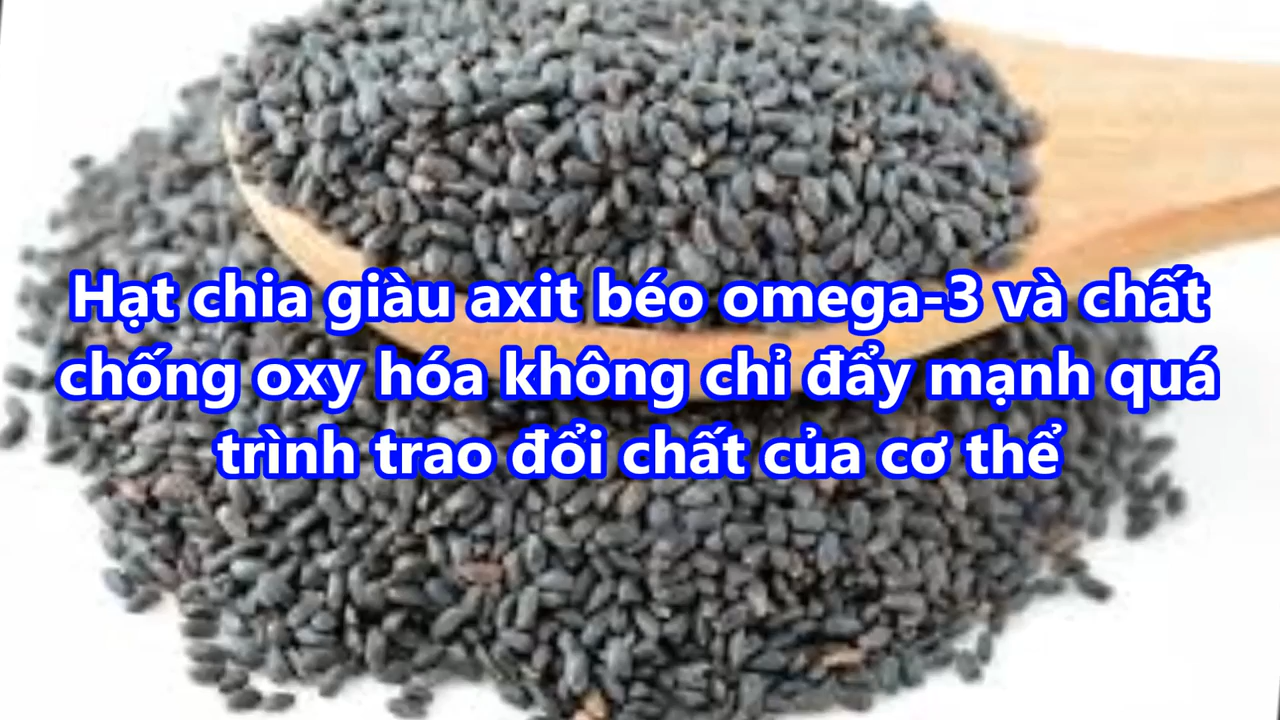 Hạt chia giàu axit béo omega-3 và chất
chống oxy hóa không chỉ đẩy mạnh quá
trình trao đổi chất của cơ thể